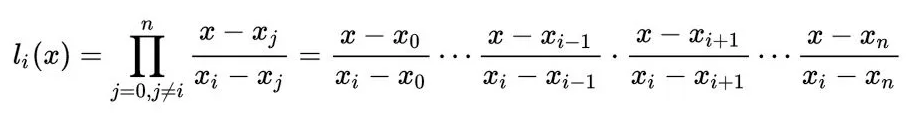 $l_i(x) = \prod_{j=0, j \neq i}^{n} \frac{x - x_j}{x_i - x_j} = \frac{x - x_0}{x_i - x_0} \cdots \frac{x - x_{i-1}}{x_i - x_{i-1}} \cdot \frac{x - x_{i+1}}{x_i - x_{i+1}} \cdots \frac{x - x_n}{x_i - x_n}$